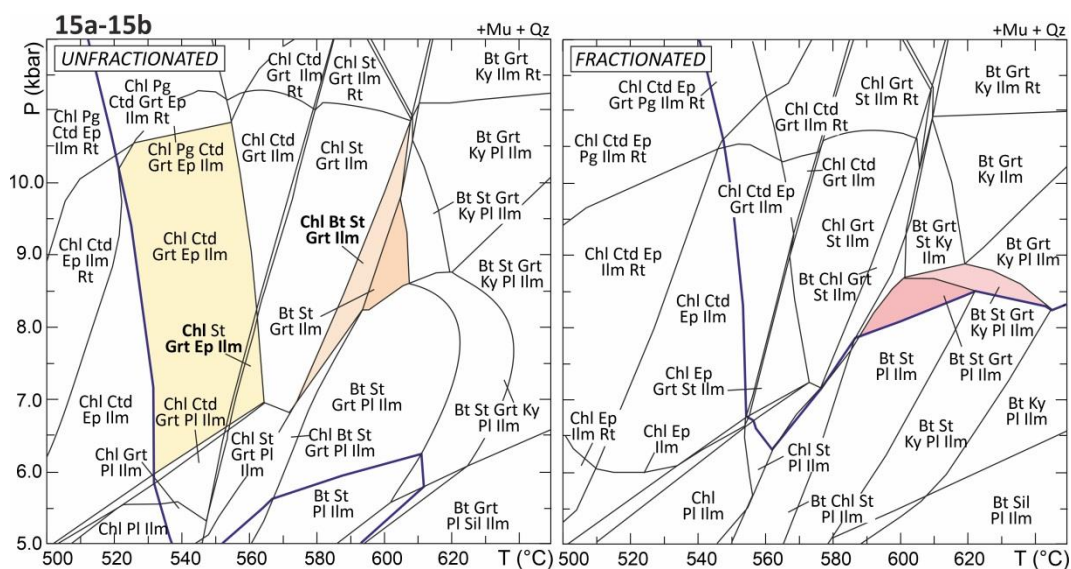 15a-15b
+Mu + Qz
UNFRACTIONATED
P (kbar)
10.0
9.0
8.0
7.0
6.0
5.0
Chl Pg
Ctd Ep
Ilm Rt
Chl Pg
Ctd Grt Ep
Ilm Rt
Chl Pg Ctd
Grt Ep Ilm
Chl Ctd
Grt Ilm
Rt
Chl St
Grt Ilm
Rt
Bt Grt
Ky Ilm Rt
Chl Ctd
Grt Ilm
Chl St
Grt Ilm
Bt Grt
Ky Pl Ilm
Bt St Grt
Ky Pl Ilm
Chl Ctd
Ep Ilm
Rt
Chl Ctd
Grt Ep Ilm
Chl Bt St
Grt Ilm
Bt St Grt
Ky Pl Ilm
Bt St
Grt Ilm
Chl St
Grt Ep Ilm
Chl Ctd
Ep Ilm
Chl Ctd
Grt Pl Ilm
Bt St
Grt Pl Ilm
Bt St Grt Ky
Pl Ilm
Chl Grt
Pl Ilm
Chl St
Grt Pl
Ilm
Chl Bt St
Grt Pl Ilm
Chl Pl Ilm
Bt St
Pl Ilm
Bt Grt
Pl Sil Ilm
500 520 540 560 580 600 620 T (°C)
+Mu + Qz
FRACTIONATED
Chl Ctd Ep
Grt Pg Ilm Rt
Chl Grt
St Ilm Rt
Bt Grt
Ky Ilm Rt
Chl Ctd Ep
Pg Ilm Rt
Chl Ctd
Grt Ilm Rt
Chl Ctd
Grt Ilm
Bt Grt
Ky Ilm
Chl Ctd Ep
Grt Ilm
Chl Grt
St Ilm
Bt Grt
St Ky
Ilm
Bt Grt
Ky Pl Ilm
Chl Ctd
Ep Ilm
Rt
Bt Chl Grt
St Ilm
Chl Ctd
Ep Ilm
Bt St Grt
Ky Pl Ilm
Bt St
Pl Ilm
Bt St Grt
Pl Ilm
Chl Ep
Grt St Ilm
Chl Ep
Ilm Rt
Chl Ep
Ilm
Bt St
Ky Pl Ilm
Bt Ky
Pl Ilm
Chl St
Pl Ilm
Chl
Pl Ilm
Bt Chl St
Pl Ilm
Bt Sil
Pl Ilm
500 520 540 560 580 600 620 T (°C)